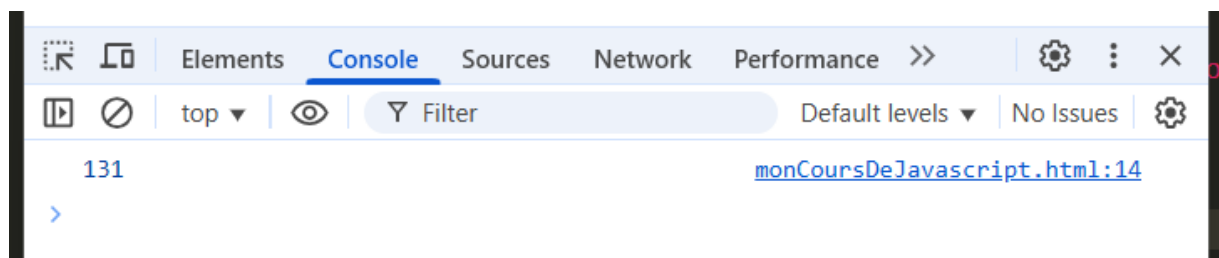 Elements Console Sources Network Performance
top Filter Default levels No Issues
131 monCoursDeJavascript.html:14
>